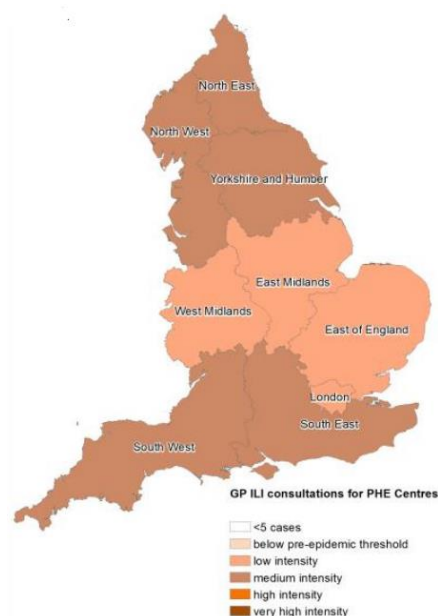 North East
North West
Yorkshire and Humber
East Midlands
West Midlands
East of England
London
South East
South West
GP ILI consultations for PHE Centres
<5 cases
below pre-epidemic threshold
low intensity
medium intensity
high intensity
very high intensity